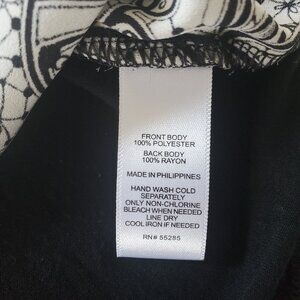 FRONT BODY
100% POLYESTER
BACK BODY
100% RAYON
MADE IN PHILIPPINES
HAND WASH COLD
SEPARATELY
ONLY NON-CHLORINE
BLEACH WHEN NEEDED
LINE DRY
COOL IRON IF NEEDED
RN# 55285